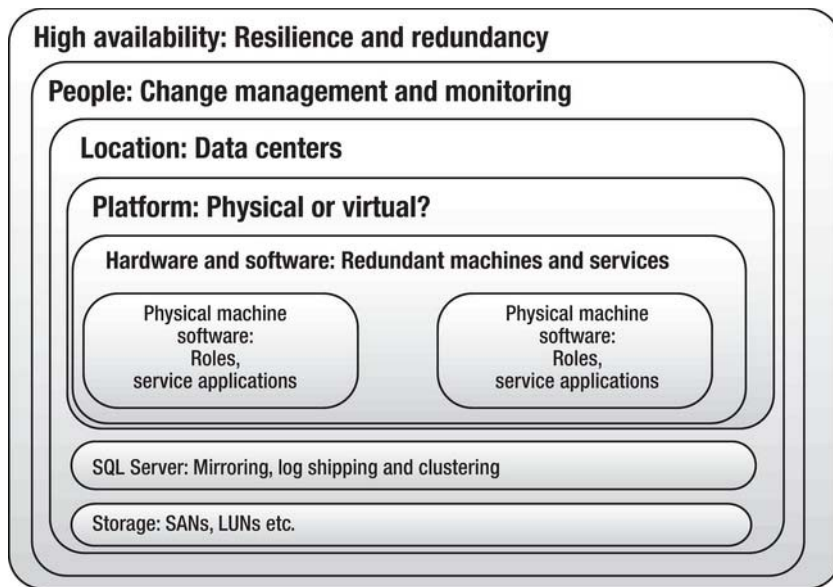 High availability: Resilience and redundancy
People: Change management and monitoring
Location: Data centers
Platform: Physical or virtual?
Hardware and software: Redundant machines and services
Physical machine
software:
Roles,
service applications
Physical machine
software:
Roles,
service applications
SQL Server: Mirroring, log shipping and clustering
Storage: SANs, LUNs etc.